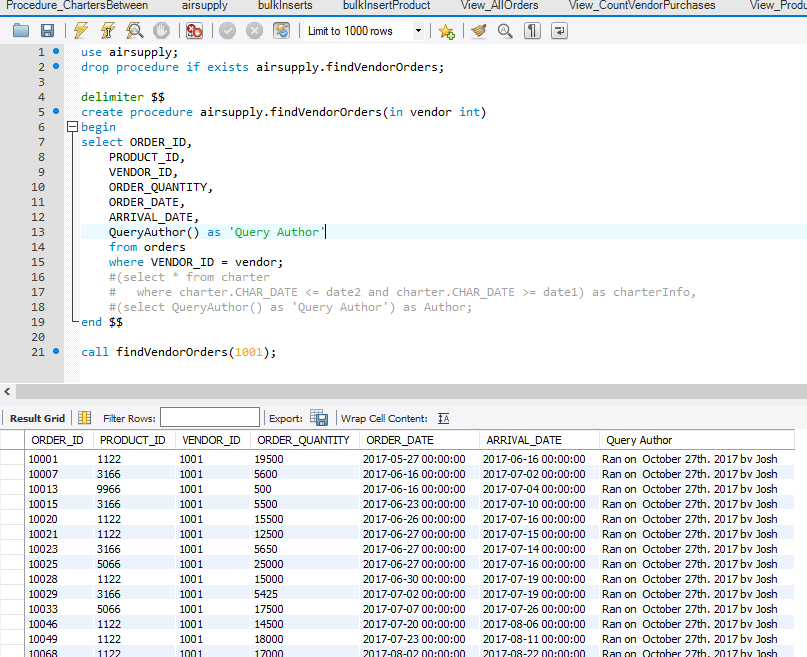 Procedure_ChartersBetween airsupply bulkInserts bulkInsertProduct View_AllOrders View_CountVendorPurchases View_Produ
Limit to 1000 rows
1 use airsupply;
2 drop procedure if exists airsupply.findVendorOrders;
3
4 delimiter $$
5 create procedure airsupply.findVendorOrders(in vendor int)
6 begin
7 select ORDER_ID,
8 PRODUCT_ID,
9 VENDOR_ID,
10 ORDER_QUANTITY,
11 ORDER_DATE,
12 ARRIVAL_DATE,
13 QueryAuthor() as 'Query Author'
14 from orders
15 where VENDOR_ID = vendor;
16 #(select * from charter
17 #   where charter.CHAR_DATE <= date2 and charter.CHAR_DATE >= date1) as charterInfo,
18 #(select QueryAuthor() as 'Query Author') as Author;
19 end $$
20
21 call findVendorOrders(1001);
Result Grid Filter Rows: Export: Wrap Cell Content: IA
ORDER_ID PRODUCT_ID VENDOR_ID ORDER_QUANTITY ORDER_DATE ARRIVAL_DATE Query Author
10001 1122 1001 19500 2017-05-27 00:00:00 2017-06-16 00:00:00 Ran on October 27th, 2017 by Josh
10007 3166 1001 5600 2017-06-16 00:00:00 2017-07-02 00:00:00 Ran on October 27th, 2017 by Josh
10013 9966 1001 500 2017-06-16 00:00:00 2017-07-04 00:00:00 Ran on October 27th, 2017 by Josh
10015 3166 1001 5500 2017-06-23 00:00:00 2017-07-10 00:00:00 Ran on October 27th, 2017 by Josh
10020 1122 1001 15500 2017-06-26 00:00:00 2017-07-16 00:00:00 Ran on October 27th, 2017 by Josh
10021 1122 1001 12500 2017-06-27 00:00:00 2017-07-15 00:00:00 Ran on October 27th, 2017 by Josh
10023 3166 1001 5650 2017-06-27 00:00:00 2017-07-14 00:00:00 Ran on October 27th, 2017 by Josh
10025 5066 1001 25000 2017-06-27 00:00:00 2017-07-16 00:00:00 Ran on October 27th, 2017 by Josh
10028 1122 1001 15000 2017-06-30 00:00:00 2017-07-19 00:00:00 Ran on October 27th, 2017 by Josh
10029 3166 1001 5425 2017-07-02 00:00:00 2017-07-19 00:00:00 Ran on October 27th, 2017 by Josh
10033 5066 1001 17500 2017-07-07 00:00:00 2017-07-26 00:00:00 Ran on October 27th, 2017 by Josh
10046 1122 1001 14500 2017-07-20 00:00:00 2017-08-06 00:00:00 Ran on October 27th, 2017 by Josh
10049 1122 1001 18000 2017-07-23 00:00:00 2017-08-11 00:00:00 Ran on October 27th, 2017 by Josh
10068 1122 1001 17000 2017-08-02 00:00:00 2017-08-22 00:00:00 Ran on October 27th, 2017 by Josh